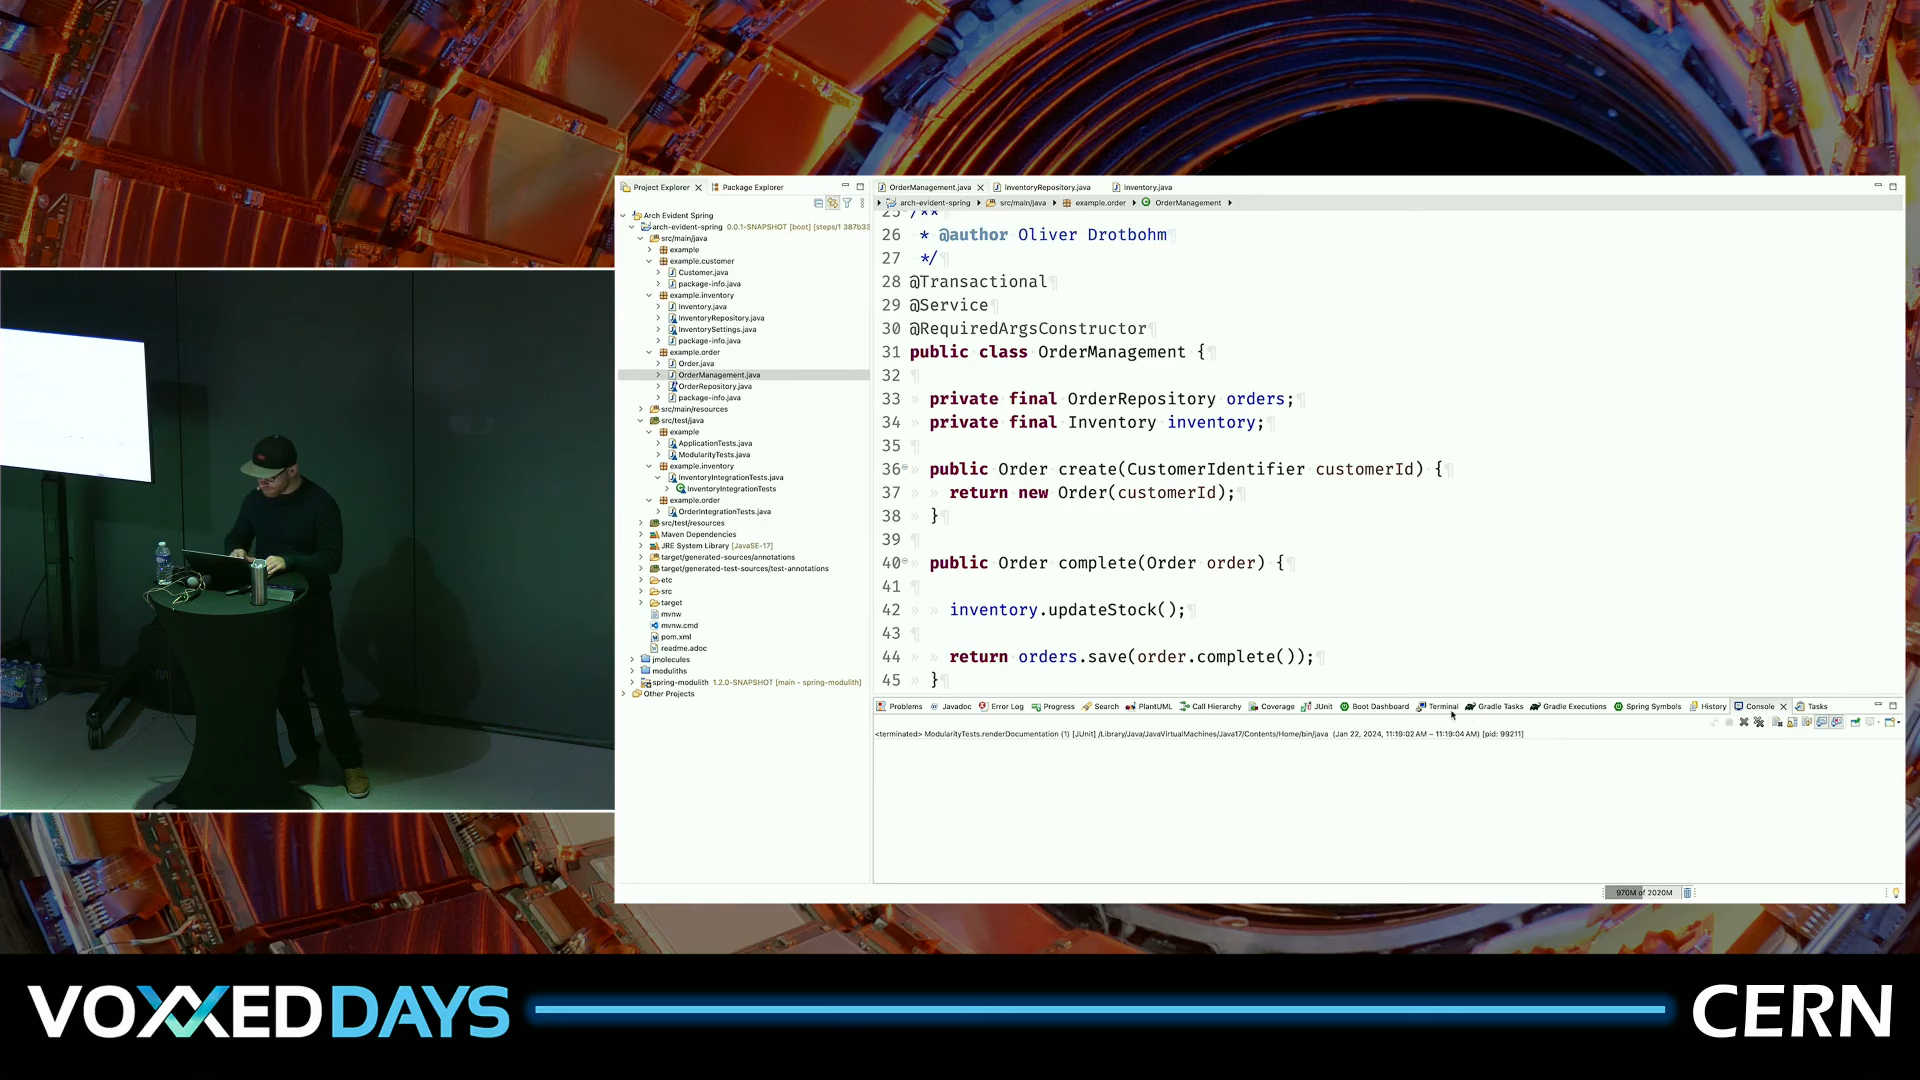 Project Explorer
Package Explorer
Arch Evident Spring
arch-evident-spring 0.0.1-SNAPSHOT [boot] [steps/1 387b33
src/main/java
example
example.customer
Customer.java
package-info.java
example.inventory
Inventory.java
InventoryRepository.java
InventorySettings.java
package-info.java
example.order
Order.java
OrderManagement.java
OrderRepository.java
package-info.java
src/main/resources
src/test/java
example
ApplicationTests.java
ModularityTests.java
example.inventory
InventoryIntegrationTests.java
InventoryIntegrationTests
example.order
OrderIntegrationTests.java
src/test/resources
Maven Dependencies
JRE System Library [JavaSE-17]
target/generated-sources/annotations
target/generated-test-sources/test-annotations
etc
src
target
mvnw
mvnw.cmd
pom.xml
readme.adoc
jmolecules
moduliths
spring-modulith 1.2.0-SNAPSHOT [main - spring-modulith]
Other Projects
OrderManagement.java InventoryRepository.java Inventory.java
arch-evident-spring src/main/java example.order OrderManagement
25 /**
26 * @author Oliver Drotbohm
27 */
28 @Transactional
29 @Service
30 @RequiredArgsConstructor
31 public class OrderManagement {
32
33 private final OrderRepository orders;
34 private final Inventory inventory;
35
36 public Order create(CustomerIdentifier customerId) {
37 return new Order(customerId);
38 }
39
40 public Order complete(Order order) {
41
42 inventory.updateStock();
43
44 return orders.save(order.complete());
45 }
Problems Javadoc Error Log Progress Search PlantUML Call Hierarchy Coverage JUnit Boot Dashboard Terminal Gradle Tasks Gradle Executions Spring Symbols History Console Tasks
<terminated> ModularityTests.renderDocumentation (1) [JUnit] /Library/Java/JavaVirtualMachines/Java17/Contents/Home/bin/java (Jan 22, 2024, 11:19:02 AM – 11:19:04 AM) [pid: 99211]
970M of 2020M
VOXXED DAYS
CERN